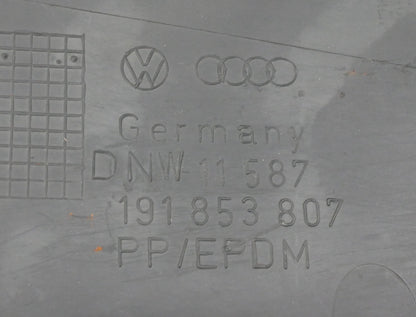 Germany
DNW-11 587
191 853 807
PP/EPDM